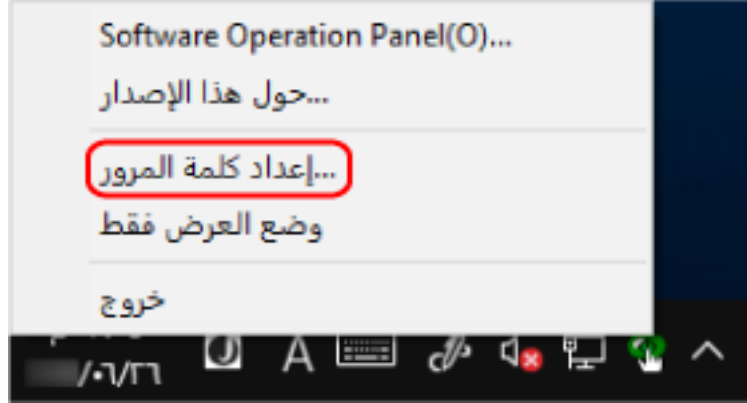 Software Operation Panel(O)...
حول هذا الإصدار...
إعداد كلمة المرور...
وضع العرض فقط
خروج
A
/٠٦/٢٦